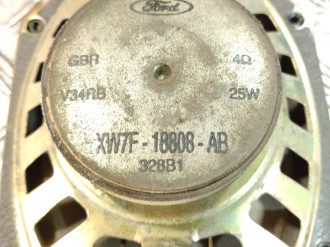 Ford
GBR 4Ω
V34RB 25W
XW7F - 18808 - AB
328B1